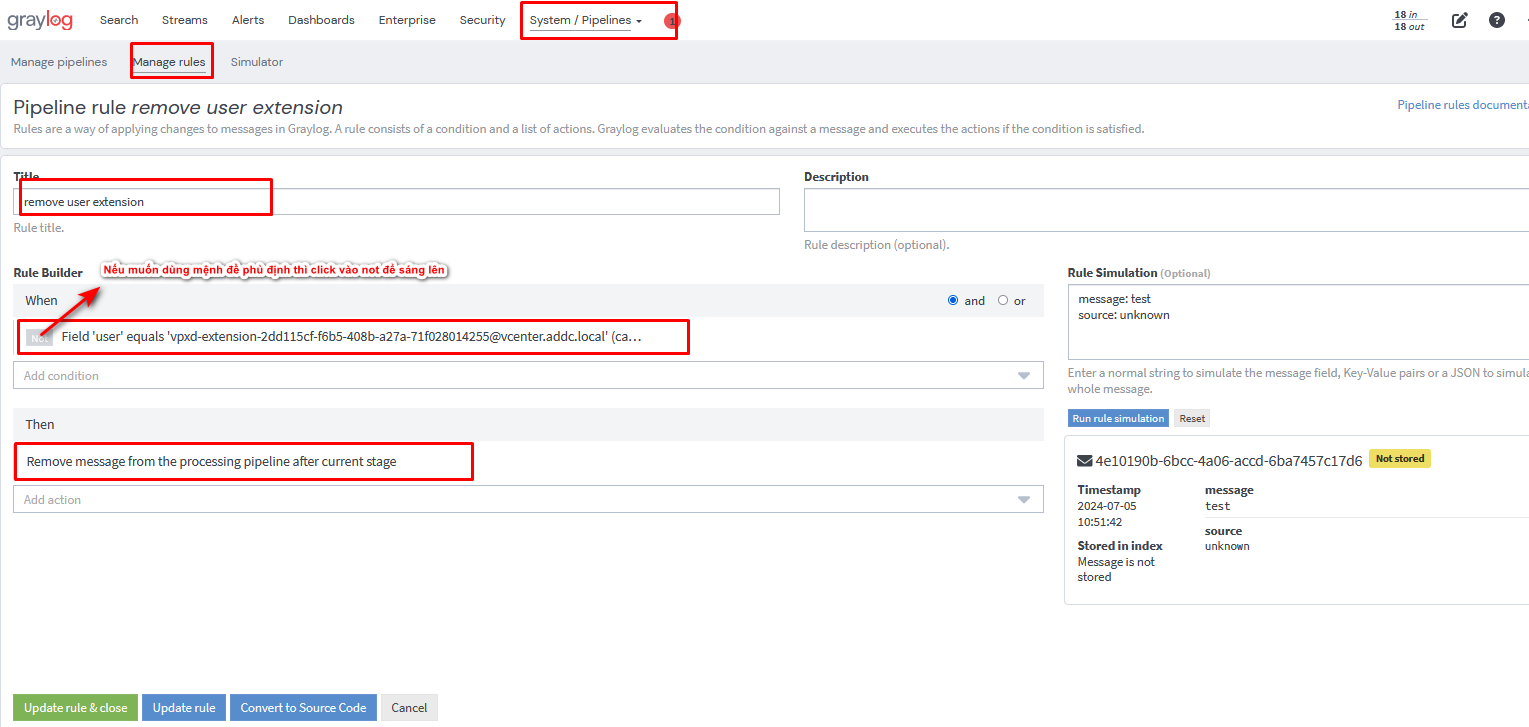 graylog Search Streams Alerts Dashboards Enterprise Security System / Pipelines 1 18 in
18 out
Manage pipelines Manage rules Simulator
Pipeline rule remove user extension
Pipeline rules documenta
Rules are a way of applying changes to messages in Graylog. A rule consists of a condition and a list of actions. Graylog evaluates the condition against a message and executes the actions if the condition is satisfied.
Title
remove user extension
Rule title.
Description
Rule description (optional).
Rule Builder
Nếu muốn dùng mệnh đề phủ định thì click vào not để sáng lên
When and or
Not Field 'user' equals 'vpxd-extension-2dd115cf-f6b5-408b-a27a-71f028014255@vcenter.addc.local' (ca...
Add condition
Then
Remove message from the processing pipeline after current stage
Add action
Rule Simulation (Optional)
message: test
source: unknown
Enter a normal string to simulate the message field, Key-Value pairs or a JSON to simula
whole message.
Run rule simulation Reset
4e10190b-6bcc-4a06-accd-6ba7457c17d6 Not stored
Timestamp
2024-07-05
10:51:42
Stored in index
Message is not
stored
message
test
source
unknown
Update rule & close Update rule Convert to Source Code Cancel